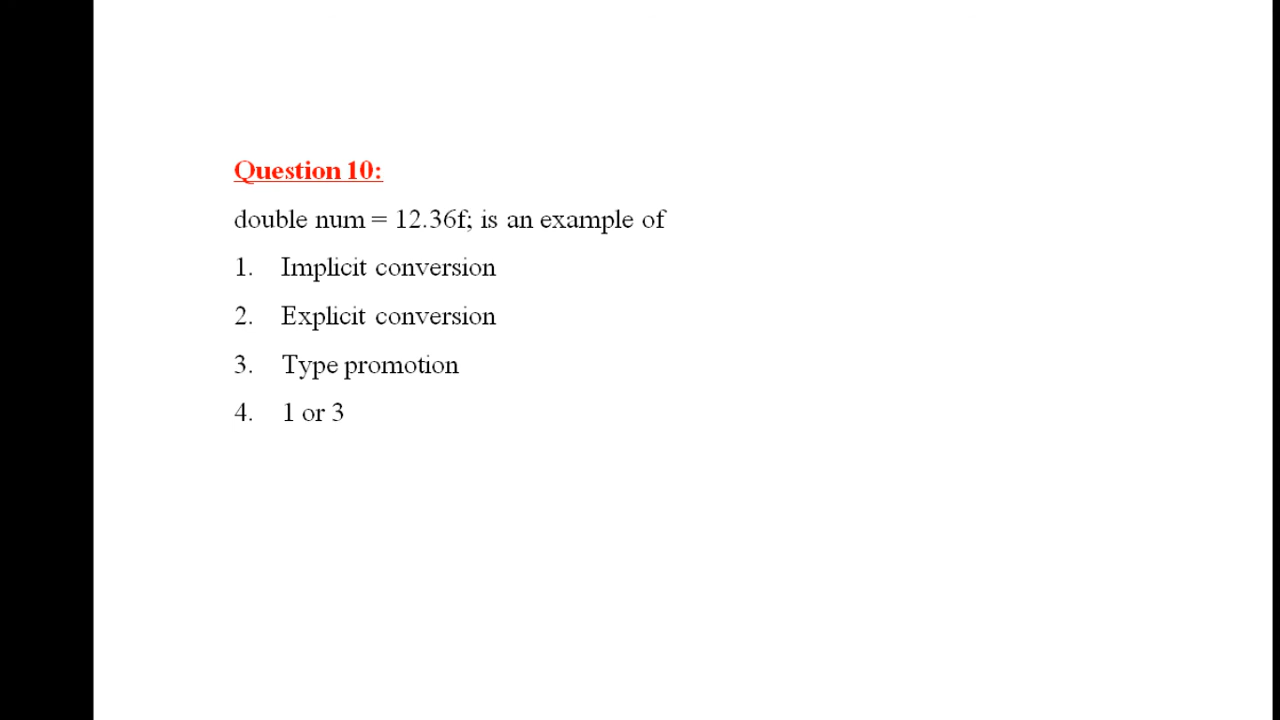 Question 10:
double num = 12.36f; is an example of
1. Implicit conversion
2. Explicit conversion
3. Type promotion
4. 1 or 3